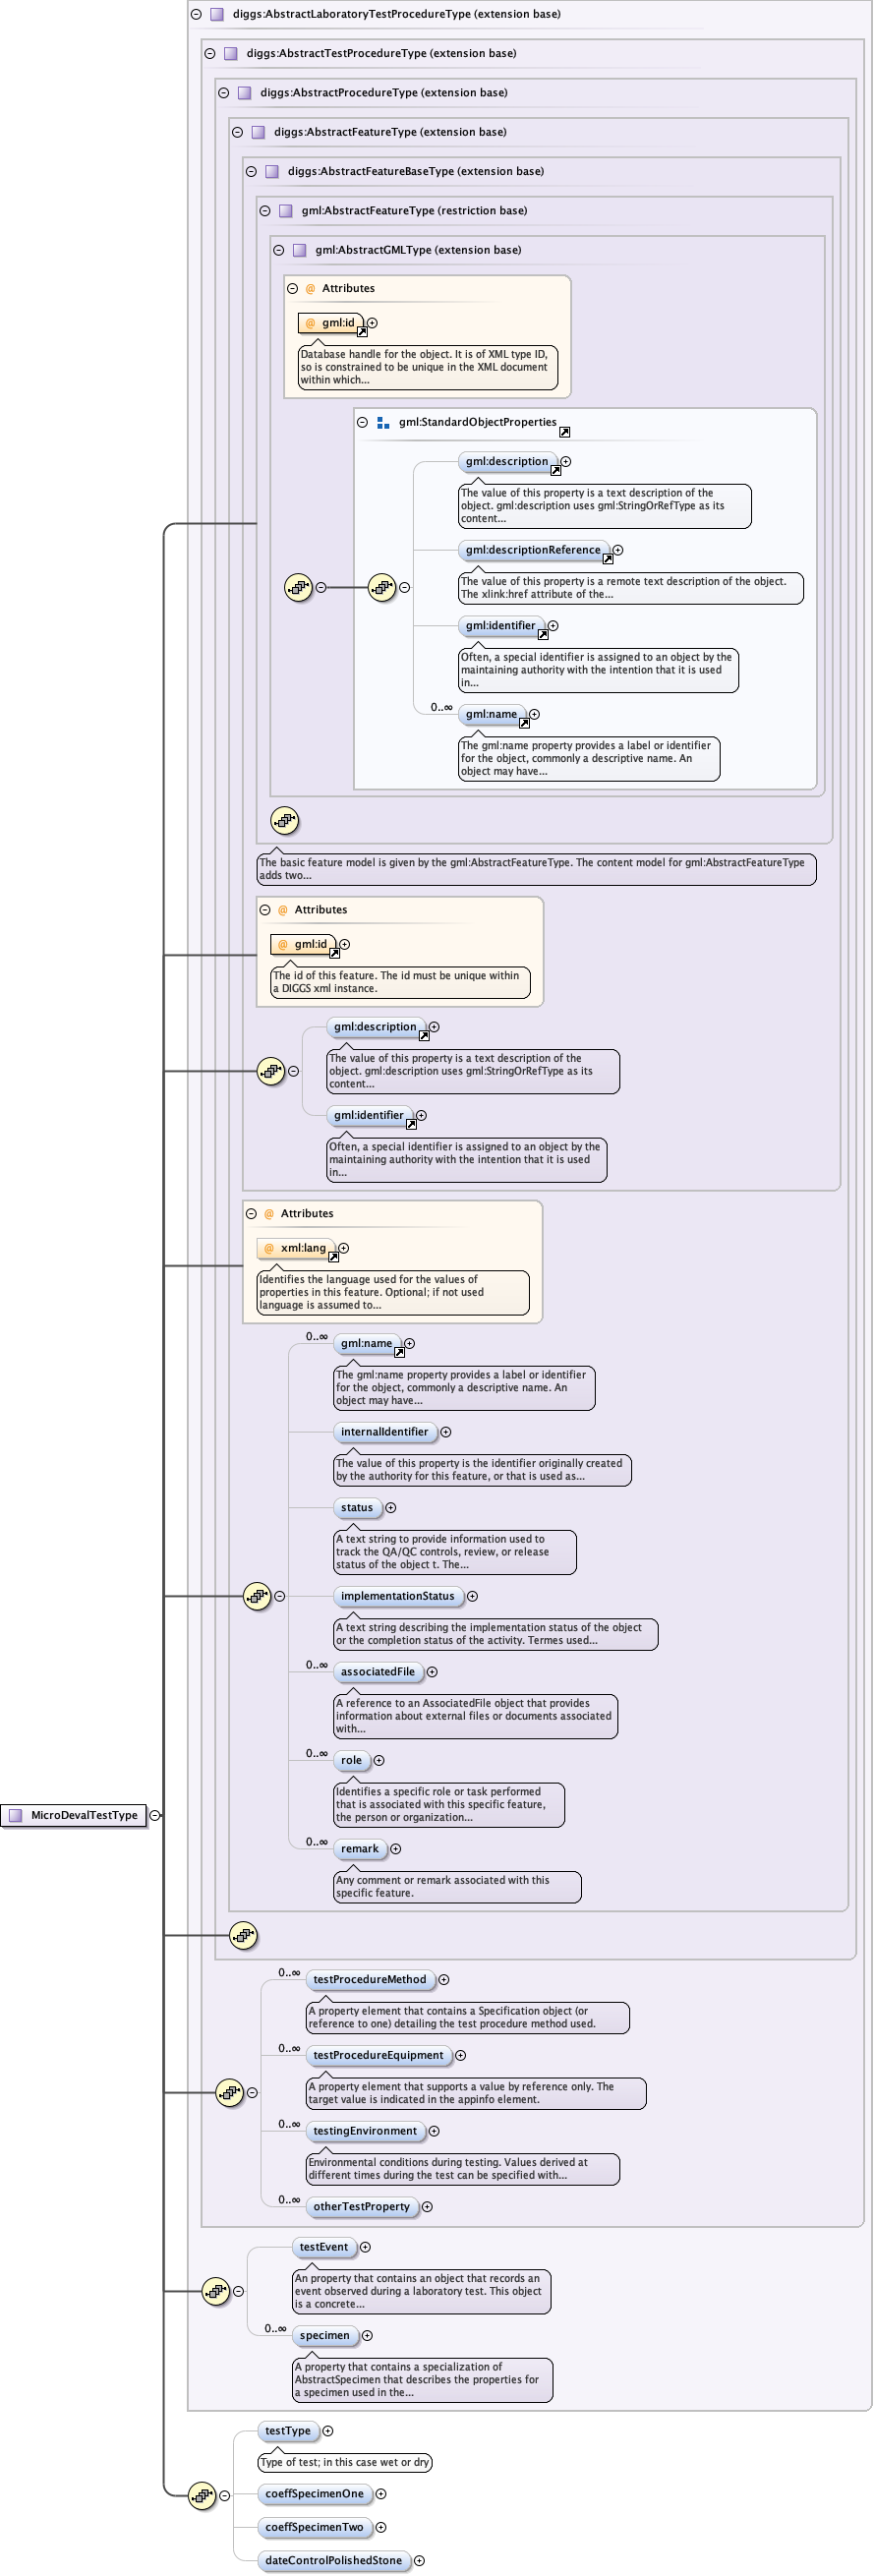 diggs:AbstractLaboratoryTestProcedureType (extension base)
diggs:AbstractTestProcedureType (extension base)
diggs:AbstractProcedureType (extension base)
diggs:AbstractFeatureType (extension base)
diggs:AbstractFeatureBaseType (extension base)
gml:AbstractFeatureType (restriction base)
gml:AbstractGMLType (extension base)
@ Attributes
@ gml:id
Database handle for the object. It is of XML type ID,
so is constrained to be unique in the XML document
within which...
gml:StandardObjectProperties
gml:description
The value of this property is a text description of the
object. gml:description uses gml:StringOrRefType as its
content...
gml:descriptionReference
The value of this property is a remote text description of the object.
The xlink:href attribute of the...
gml:identifier
Often, a special identifier is assigned to an object by the
maintaining authority with the intention that it is used
in...
0..∞
gml:name
The gml:name property provides a label or identifier
for the object, commonly a descriptive name. An
object may have...
The basic feature model is given by the gml:AbstractFeatureType. The content model for gml:AbstractFeatureType
adds two...
@ Attributes
@ gml:id
The id of this feature. The id must be unique within
a DIGGS xml instance.
gml:description
The value of this property is a text description of the
object. gml:description uses gml:StringOrRefType as its
content...
gml:identifier
Often, a special identifier is assigned to an object by the
maintaining authority with the intention that it is used
in...
@ Attributes
@ xml:lang
Identifies the language used for the values of
properties in this feature. Optional; if not used
language is assumed to...
0..∞
gml:name
The gml:name property provides a label or identifier
for the object, commonly a descriptive name. An
object may have...
internalIdentifier
The value of this property is the identifier originally created
by the authority for this feature, or that is used as...
status
A text string to provide information used to
track the QA/QC controls, review, or release
status of the object t. The...
implementationStatus
A text string describing the implementation status of the object
or the completion status of the activity. Termes used...
0..∞
associatedFile
A reference to an AssociatedFile object that provides
information about external files or documents associated
with...
0..∞
role
Identifies a specific role or task performed
that is associated with this specific feature,
the person or organization...
MicroDevalTestType
0..∞
remark
Any comment or remark associated with this
specific feature.
0..∞
testProcedureMethod
A property element that contains a Specification object (or
reference to one) detailing the test procedure method used.
0..∞
testProcedureEquipment
A property element that supports a value by reference only. The
target value is indicated in the appinfo element.
0..∞
testingEnvironment
Environmental conditions during testing. Values derived at
different times during the test can be specified with...
0..∞
otherTestProperty
testEvent
An property that contains an object that records an
event observed during a laboratory test. This object
is a concrete...
0..∞
specimen
A property that contains a specialization of
AbstractSpecimen that describes the properties for
a specimen used in the...
testType
Type of test; in this case wet or dry
coeffSpecimenOne
coeffSpecimenTwo
dateControlPolishedStone